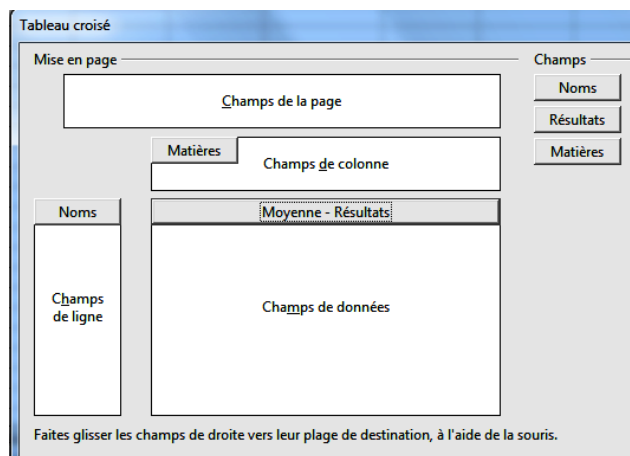 Tableau croisé
Mise en page
Champs
Champs de la page
Noms
Résultats
Matières
Matières
Champs de colonne
Noms
Moyenne - Résultats
Champs
de ligne
Champs de données
Faites glisser les champs de droite vers leur plage de destination, à l'aide de la souris.